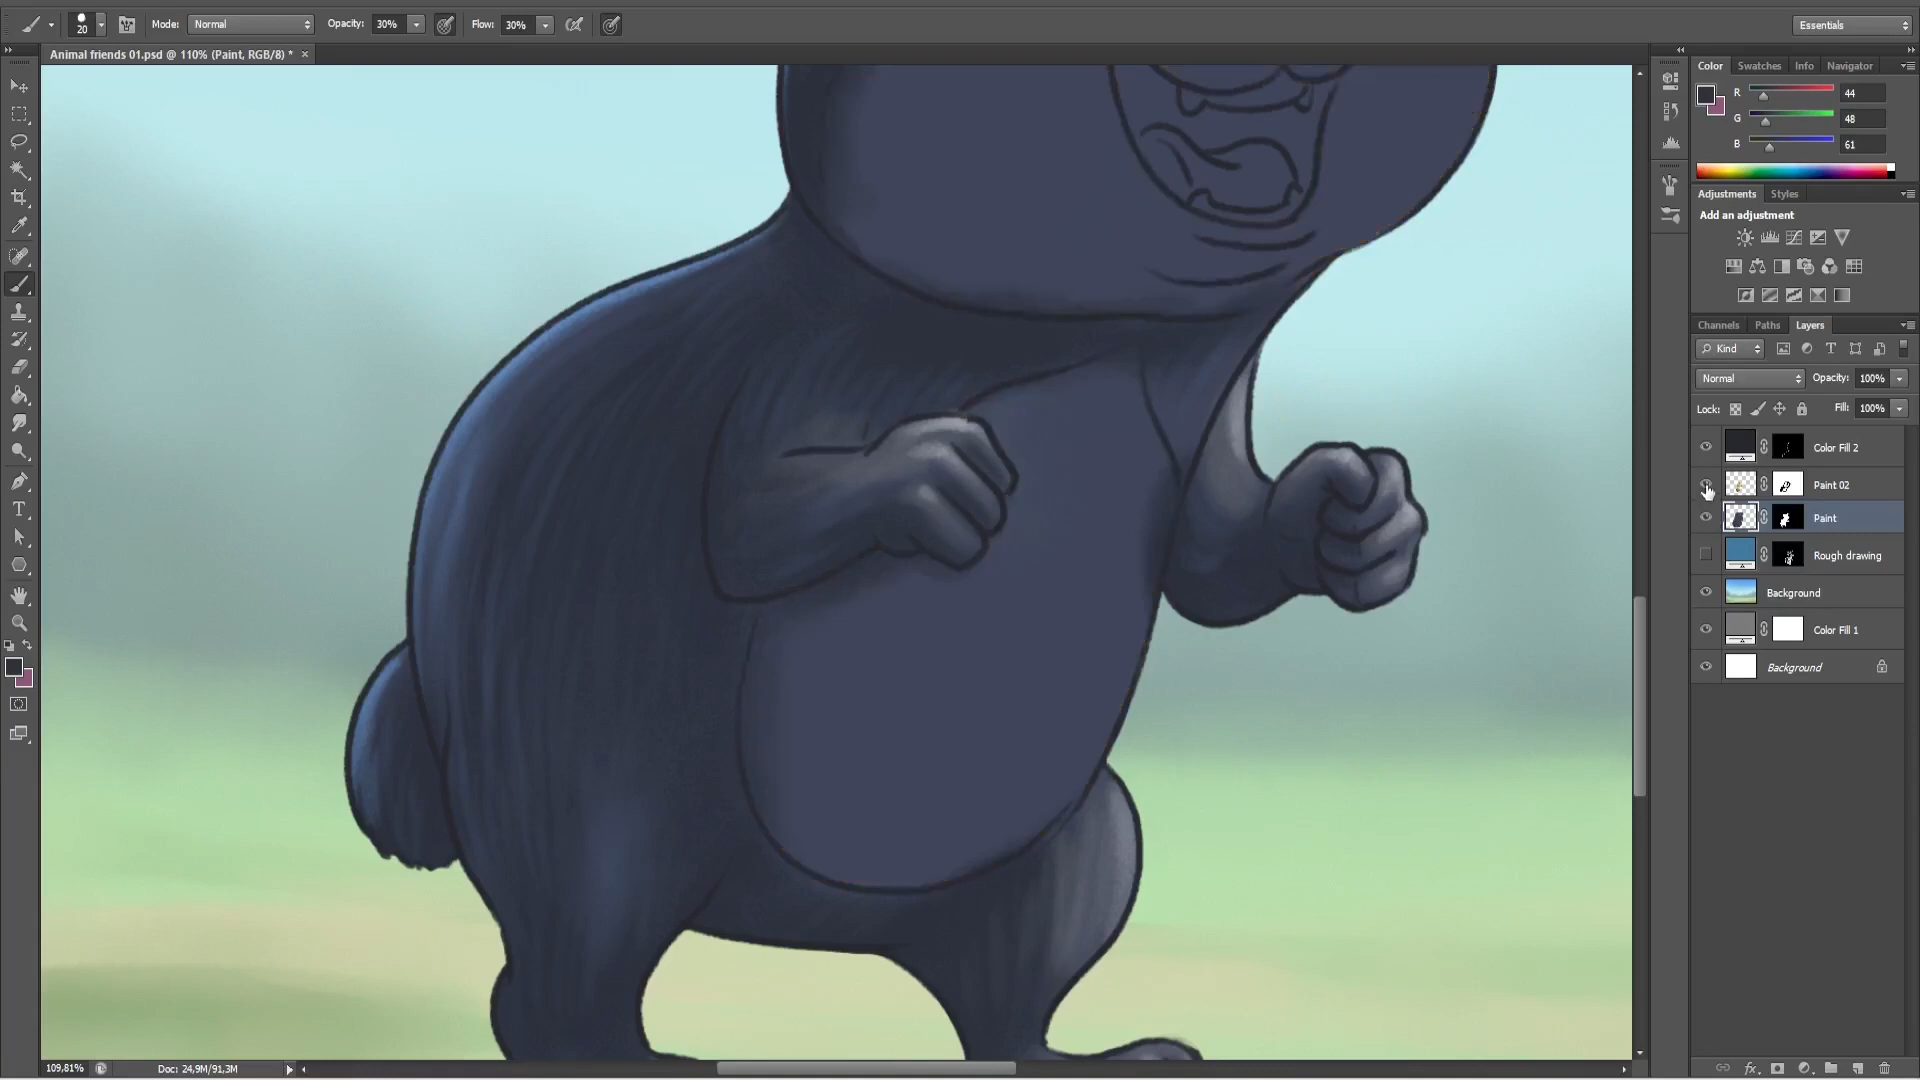 20
Mode:
Normal
Opacity:
30%
Flow:
30%
Essentials
Animal friends 01.psd @ 110% (Paint, RGB/8) *
Color
Swatches
Info
Navigator
R
44
G
48
B
61
Adjustments
Styles
Add an adjustment
Channels
Paths
Layers
Kind
T
Normal
Opacity:
100%
Lock:
Fill:
100%
Color Fill 2
Paint 02
Paint
Rough drawing
Background
Color Fill 1
Background
T
109,81%
Doc: 24,9M/91,3M
fx